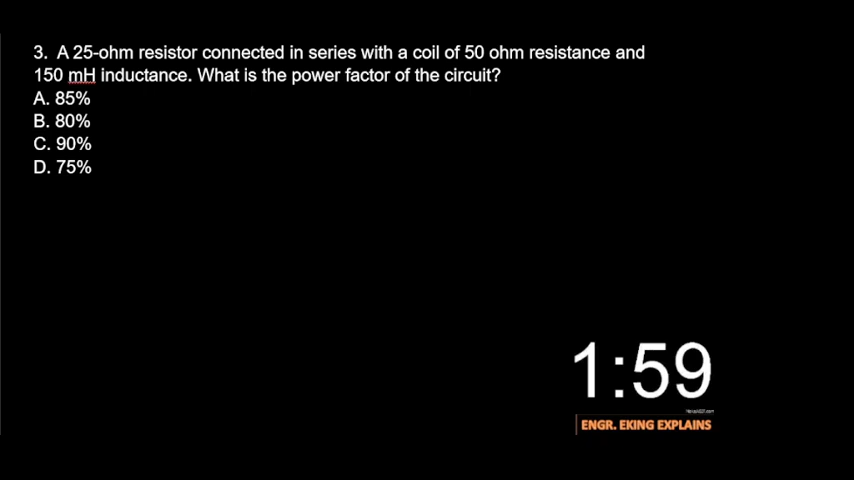 3. A 25-ohm resistor connected in series with a coil of 50 ohm resistance and
150 mH inductance. What is the power factor of the circuit?
A. 85%
B. 80%
C. 90%
D. 75%
1:59
ENGR. EKING EXPLAINS